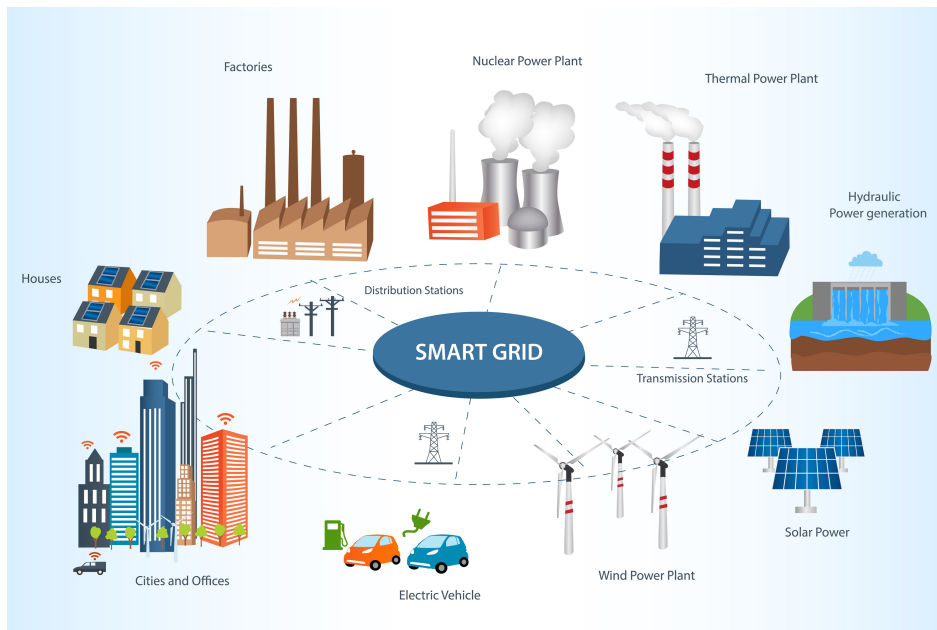 Nuclear Power Plant
Factories
Thermal Power Plant
Hydraulic
Power generation
Houses
Distribution Stations
SMART GRID
Transmission Stations
Solar Power
Wind Power Plant
Cities and Offices
Electric Vehicle